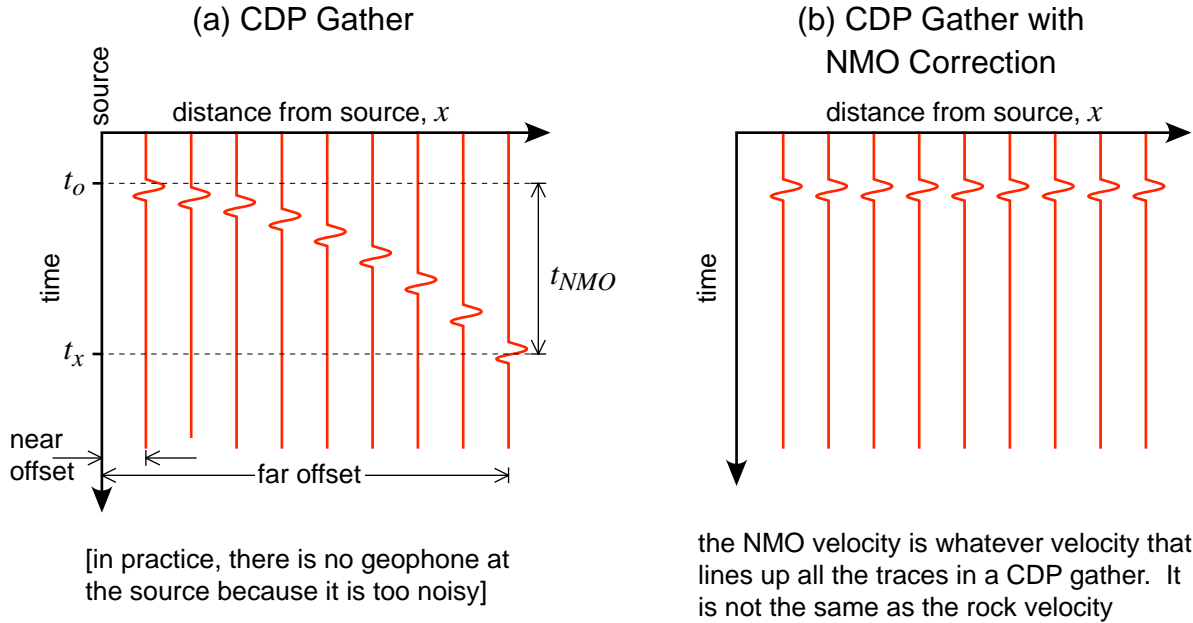 (a) CDP Gather
source
distance from source, x
t_o
time
t_NMO
t_x
near
offset
far offset
[in practice, there is no geophone at
the source because it is too noisy]
(b) CDP Gather with
NMO Correction
distance from source, x
time
the NMO velocity is whatever velocity that
lines up all the traces in a CDP gather. It
is not the same as the rock velocity